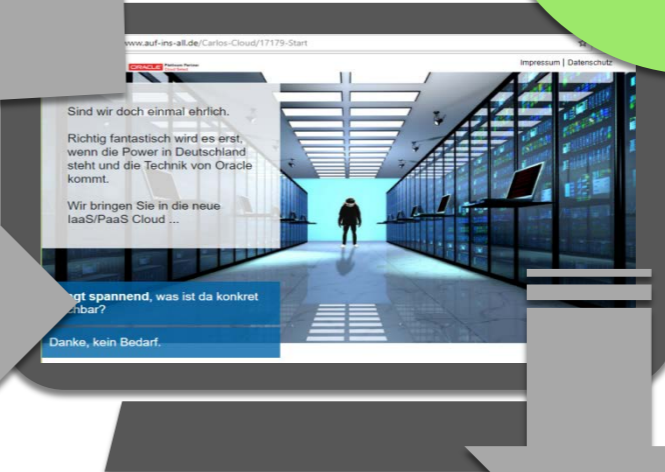 www.auf-ins-all.de/Carlos-Cloud/17179-Start
ORACLE Platinum Partner
Impressum | Datenschutz
Sind wir doch einmal ehrlich.
Richtig fantastisch wird es erst,
wenn die Power in Deutschland
steht und die Technik von Oracle
kommt.
Wir bringen Sie in die neue
IaaS/PaaS Cloud ...
spannend, was ist da konkret
Danke, kein Bedarf.